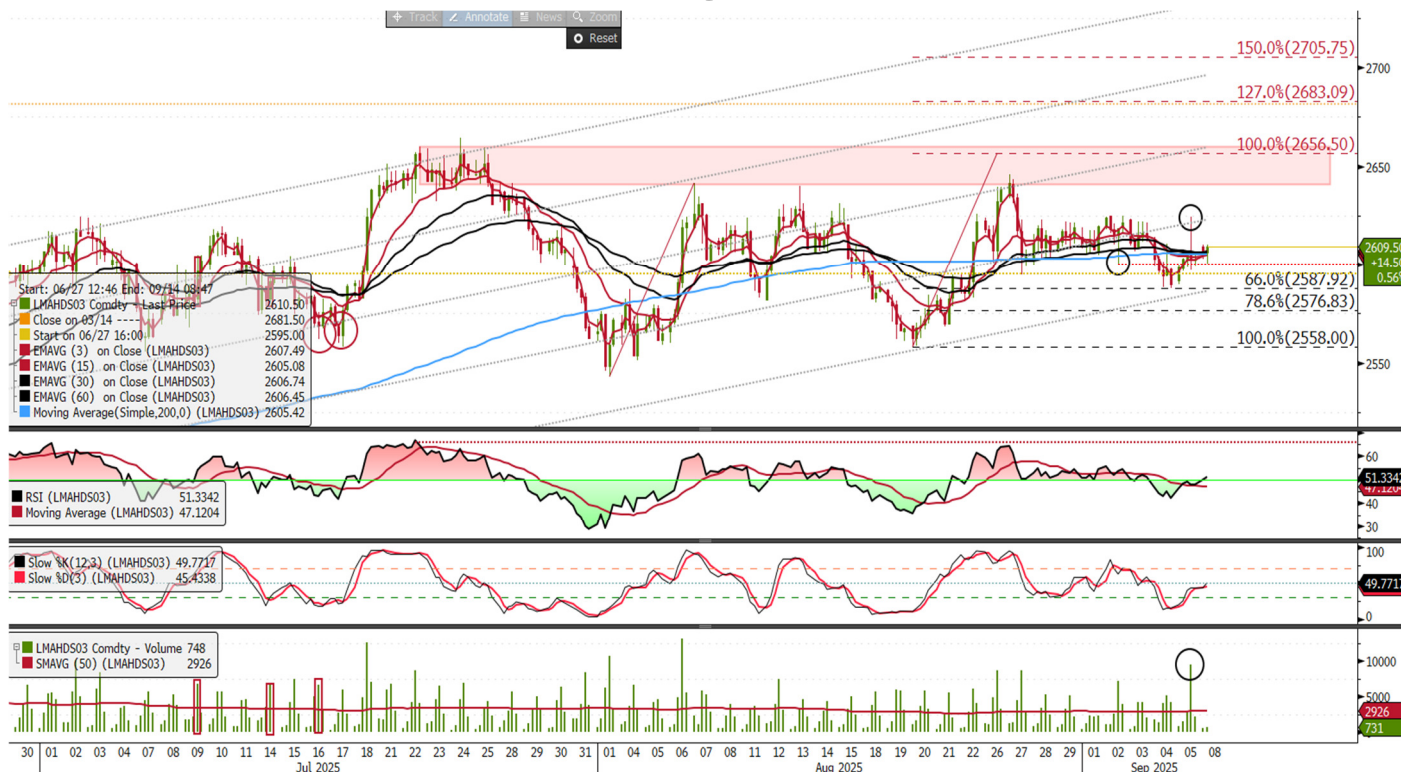 Track Annotate News Zoom
Reset
150.0%(2705.75)
2700
127.0%(2683.09)
100.0%(2656.50)
2650
2609.50
+14.50
0.56%
66.0%(2587.92)
78.6%(2576.83)
100.0%(2558.00)
2550
Start: 06/27 12:46 End: 09/14 08:47
LMAHDS03 Comdty - Last Price 2610.50
Close on 03/14 ---- 2681.50
Start on 06/27 16:00 2595.00
EMAVG (3) on Close (LMAHDS03) 2607.49
EMAVG (15) on Close (LMAHDS03) 2605.08
EMAVG (30) on Close (LMAHDS03) 2606.74
EMAVG (60) on Close (LMAHDS03) 2606.45
Moving Average(Simple,200,0) (LMAHDS03) 2605.42
60
51.3342
47.1204
40
30
RSI (LMAHDS03) 51.3342
Moving Average (LMAHDS03) 47.1204
100
49.7717
0
Slow %K(12,3) (LMAHDS03) 49.7717
Slow %D(3) (LMAHDS03) 45.4338
LMAHDS03 Comdty - Volume 748
SMAVG (50) (LMAHDS03) 2926
10000
5000
2926
731
30 01 02 03 04 07 08 09 10 11 14 15 16 17 18 21 22 23 24 25 28 29 30 31 01 04 05 06 07 08 11 12 13 14 15 18 19 20 21 22 26 27 28 29 01 02 03 04 05 08
Jul 2025 Aug 2025 Sep 2025